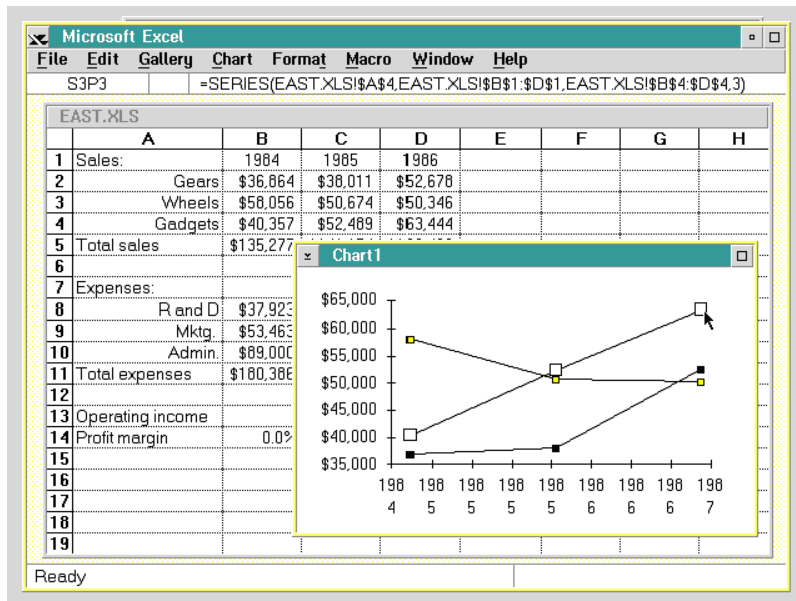 Microsoft Excel
File Edit Gallery Chart Format Macro Window Help
S3P3 =SERIES(EAST.XLS!$A$4,EAST.XLS!$B$1:$D$1,EAST.XLS!$B$4:$D$4,3)
EAST.XLS
A B C D E F G H
1 Sales: 1984 1985 1986
2 Gears $36,864 $38,011 $52,678
3 Wheels $58,056 $50,674 $50,346
4 Gadgets $40,357 $52,489 $63,444
5 Total sales $135,277
6
7 Expenses:
8 R and D $37,923
9 Mktg. $53,463
10 Admin. $89,000
11 Total expenses $180,386
12
13 Operating income
14 Profit margin 0.0%
15
16
17
18
19
Chart1
$65,000
$60,000
$55,000
$50,000
$45,000
$40,000
$35,000
198 198 198 198 198 198 198 198 198
4 5 5 5 5 6 6 6 7
Ready